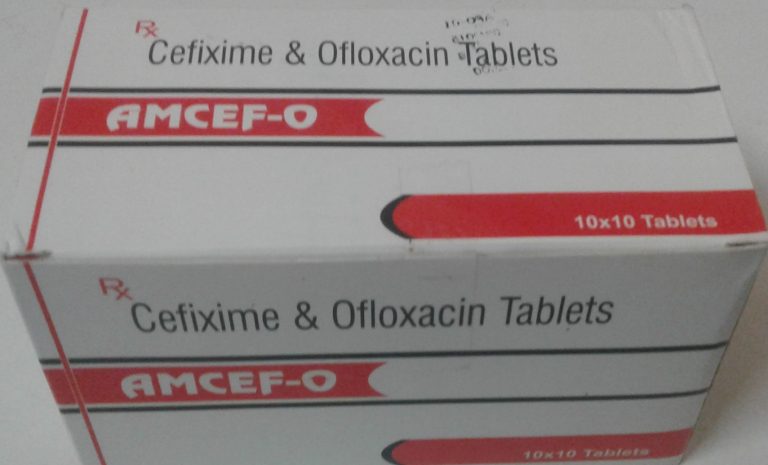 Rx
Cefixime & Ofloxacin Tablets
AMCEF-O
10x10 Tablets
Rx
Cefixime & Ofloxacin Tablets
AMCEF-O
10x10 Tablets